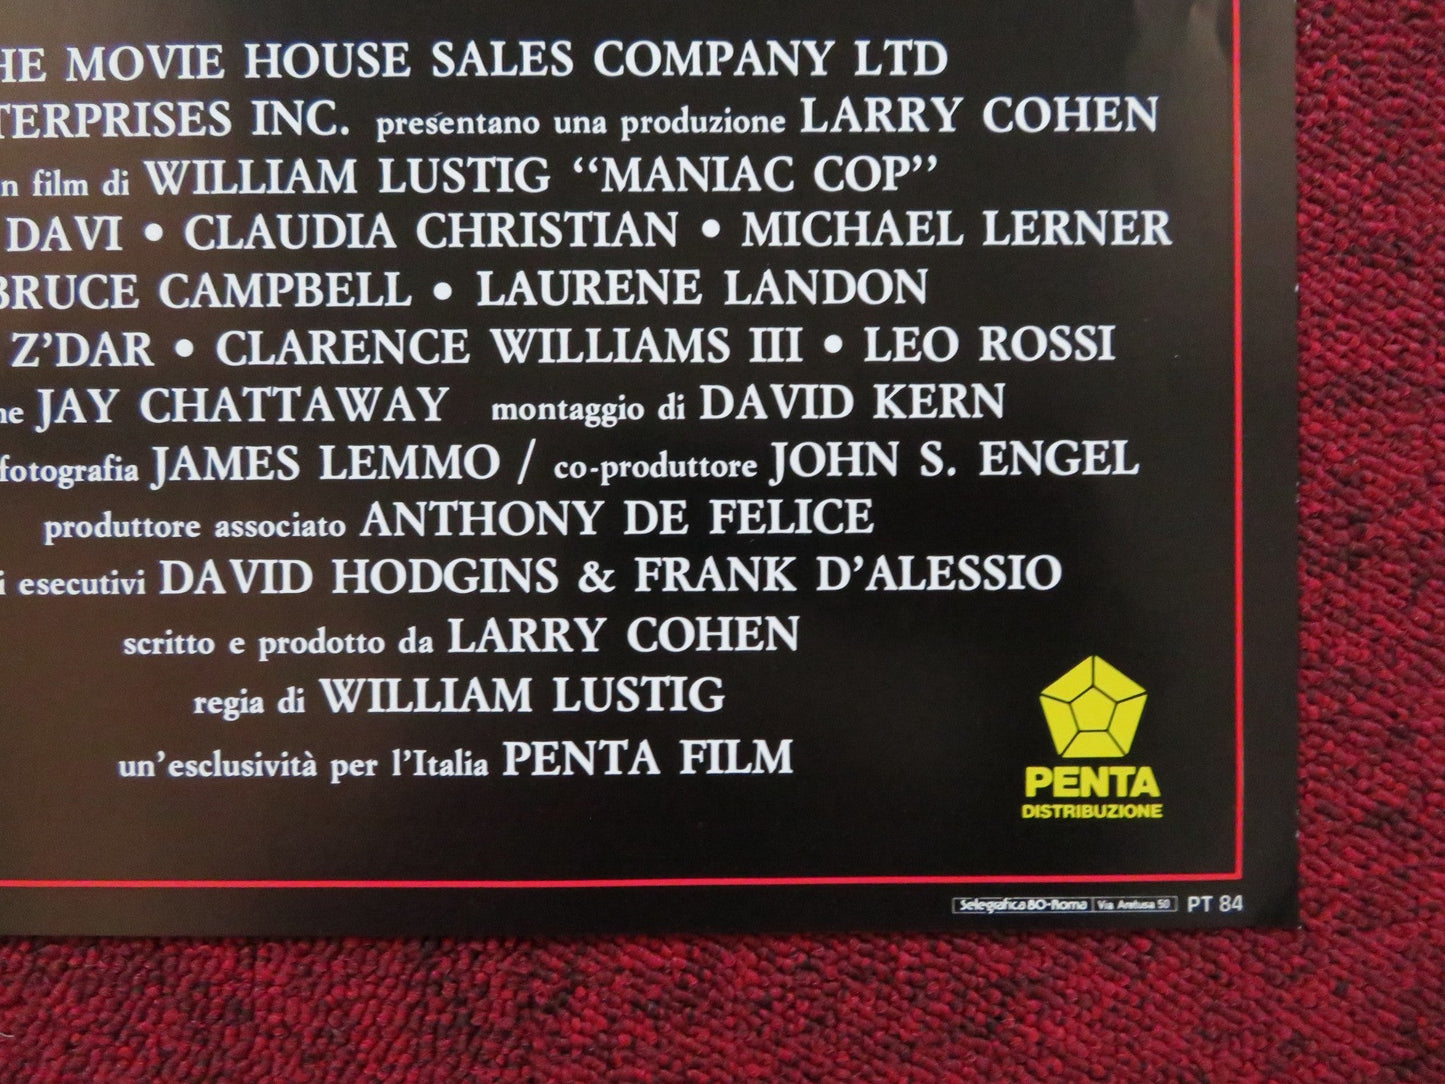 HE MOVIE HOUSE SALES COMPANY LTD
TERPRISES INC. presentano una produzione LARRY COHEN
n film di WILLIAM LUSTIG “MANIAC COP”
DAVI • CLAUDIA CHRISTIAN • MICHAEL LERNER
BRUCE CAMPBELL • LAURENE LANDON
Z’DAR • CLARENCE WILLIAMS III • LEO ROSSI
ne JAY CHATTAWAY montaggio di DAVID KERN
fotografia JAMES LEMMO / co-produttore JOHN S. ENGEL
produttore associato ANTHONY DE FELICE
i esecutivi DAVID HODGINS & FRANK D’ALESSIO
scritto e prodotto da LARRY COHEN
regia di WILLIAM LUSTIG
un’esclusività per l’Italia PENTA FILM
PENTA
DISTRIBUZIONE
Selegrafica 80-Roma Via Aretusa 50 PT 84